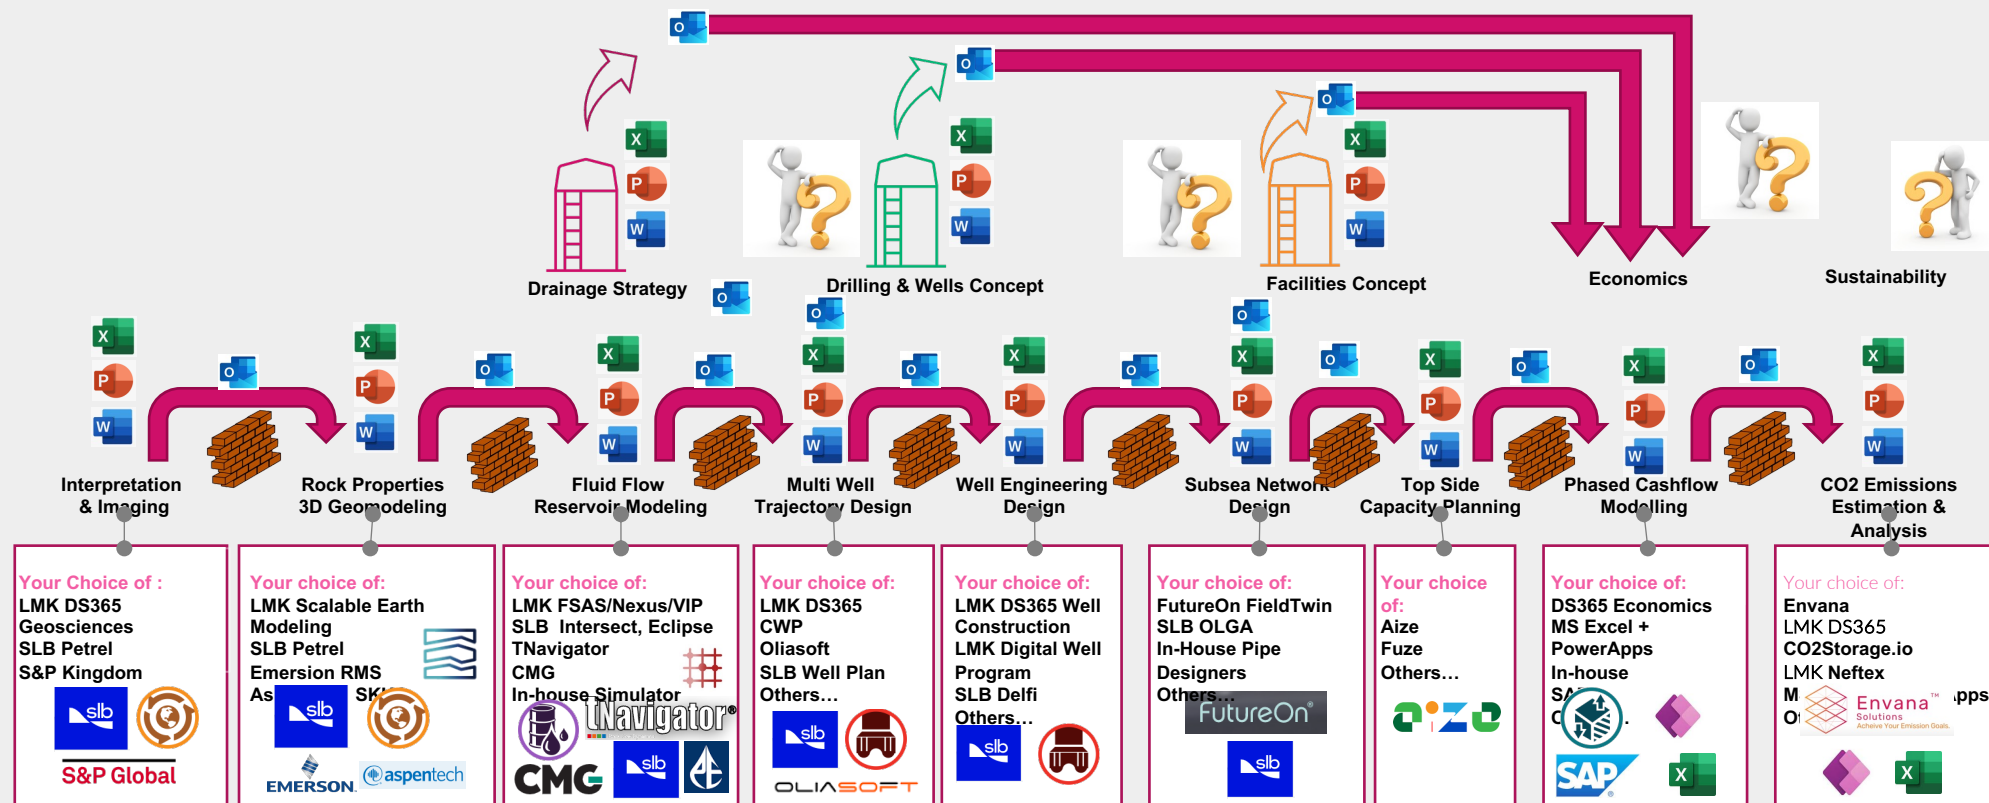 Drainage Strategy
Drilling & Wells Concept
Facilities Concept
Economics
Sustainability
Interpretation
& Imaging
Rock Properties
3D Geomodeling
Fluid Flow
Reservoir Modeling
Multi Well
Trajectory Design
Well Engineering
Design
Subsea Network
Design
Top Side
Capacity Planning
Phased Cashflow
Modelling
CO2 Emissions
Estimation &
Analysis
Your Choice of :
LMK DS365
Geosciences
SLB Petrel
S&P Kingdom
slb
S&P Global
Your choice of:
LMK Scalable Earth
Modeling
SLB Petrel
Emersion RMS
slb
EMERSON.
aspentech
Your choice of:
LMK FSAS/Nexus/VIP
SLB  Intersect, Eclipse
TNavigator
CMG
In-house Simulator
tNavigator®
CMG
slb
Your choice of:
LMK DS365
CWP
Oliasoft
SLB Well Plan
Others…
slb
OLIASOFT
Your choice of:
LMK DS365 Well
Construction
LMK Digital Well
Program
SLB Delfi
Others…
slb
Your choice of:
FutureOn FieldTwin
SLB OLGA
In-House Pipe
Designers
Others…
FutureOn®
slb
Your choice
of:
Aize
Fuze
Others…
aize
Your choice of:
DS365 Economics
MS Excel +
PowerApps
In-house
SAP
Your choice of:
Envana
LMK DS365
CO2Storage.io
LMK Neftex
Apps
Envana™
Solutions
Acheive Your Emission Goals.